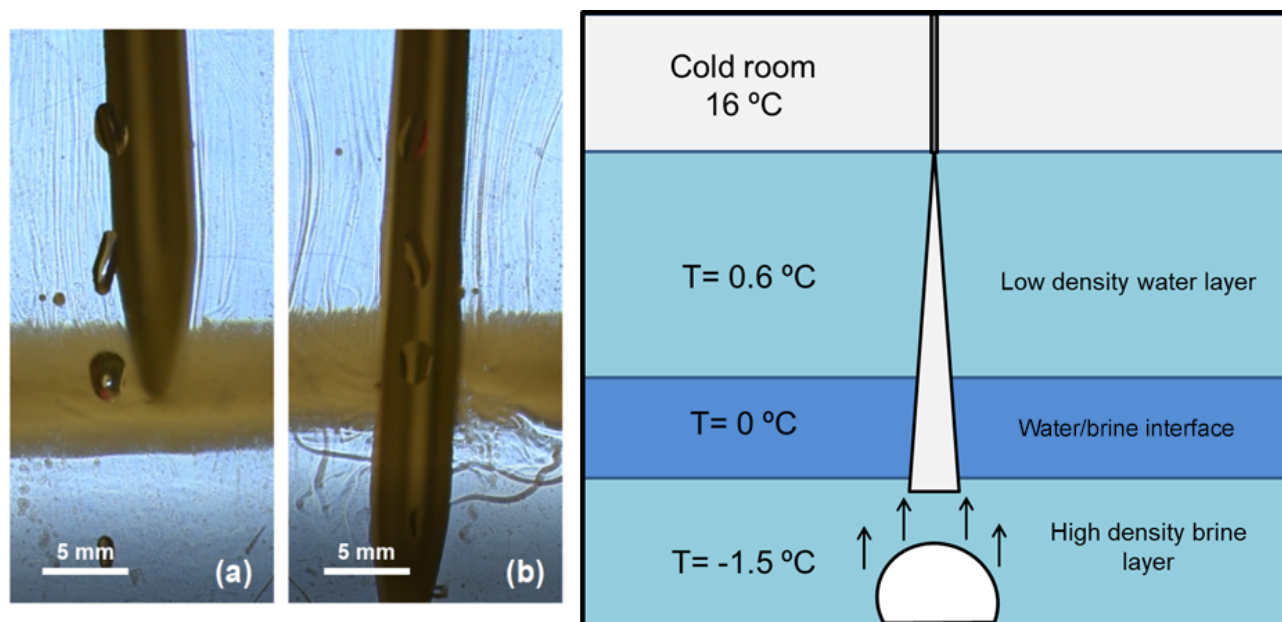 5 mm
(a)
5 mm
(b)
Cold room
16 ºC
T= 0.6 ºC
Low density water layer
T= 0 ºC
Water/brine interface
T= -1.5 ºC
High density brine
layer